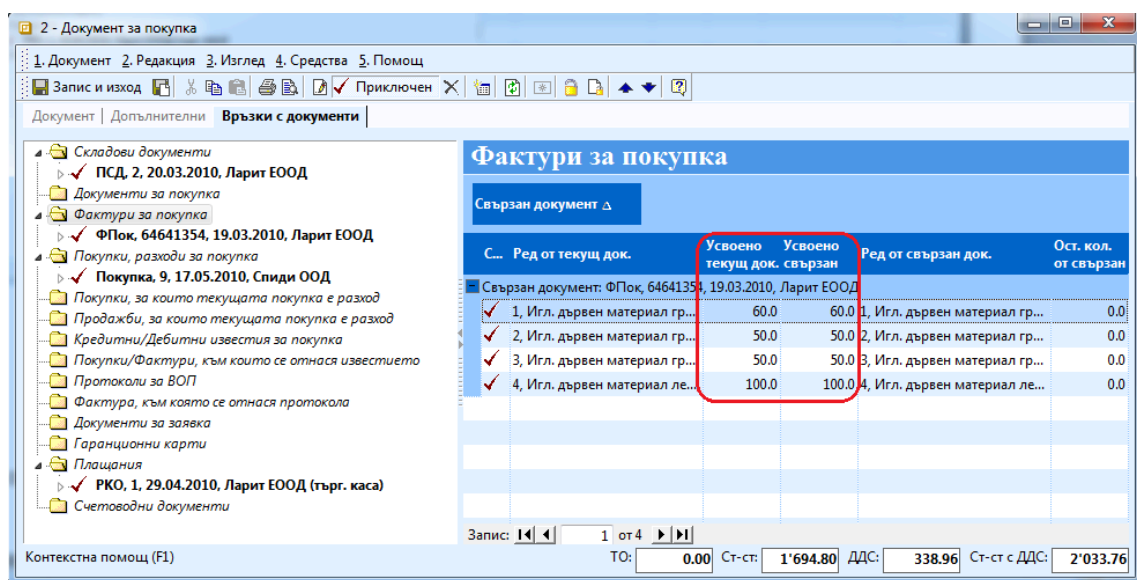 2 - Документ за покупка
1. Документ 2. Редакция 3. Изглед 4. Средства 5. Помощ
Запис и изход Приключен
Документ Допълнителни Връзки с документи
Складови документи
ПСД, 2, 20.03.2010, Ларит ЕООД
Документи за покупка
Фактури за покупка
ФПок, 64641354, 19.03.2010, Ларит ЕООД
Покупки, разходи за покупка
Покупка, 9, 17.05.2010, Спиди ООД
Покупки, за които текущата покупка е разход
Продажби, за които текущата покупка е разход
Кредитни/Дебитни известия за покупка
Покупки/Фактури, към които се отнася известието
Протоколи за ВОП
Фактура, към която се отнася протокола
Документи за заявка
Гаранционни карти
Плащания
РКО, 1, 29.04.2010, Ларит ЕООД (търг. каса)
Счетоводни документи
Фактури за покупка
Свързан документ
С... Ред от текущ док. Усвоено текущ док. Усвоено свързан Ред от свързан док. Ост. кол. от свързан
Свързан документ: ФПок, 64641354, 19.03.2010, Ларит ЕООД
1, Игл. дървен материал гр... 60.0 60.0 1, Игл. дървен материал гр... 0.0
2, Игл. дървен материал гр... 50.0 50.0 2, Игл. дървен материал гр... 0.0
3, Игл. дървен материал гр... 50.0 50.0 3, Игл. дървен материал гр... 0.0
4, Игл. дървен материал ле... 100.0 100.0 4, Игл. дървен материал ле... 0.0
Запис: 1 от 4
Контекстна помощ (F1) ТО: 0.00 Ст-ст: 1'694.80 ДДС: 338.96 Ст-ст с ДДС: 2'033.76